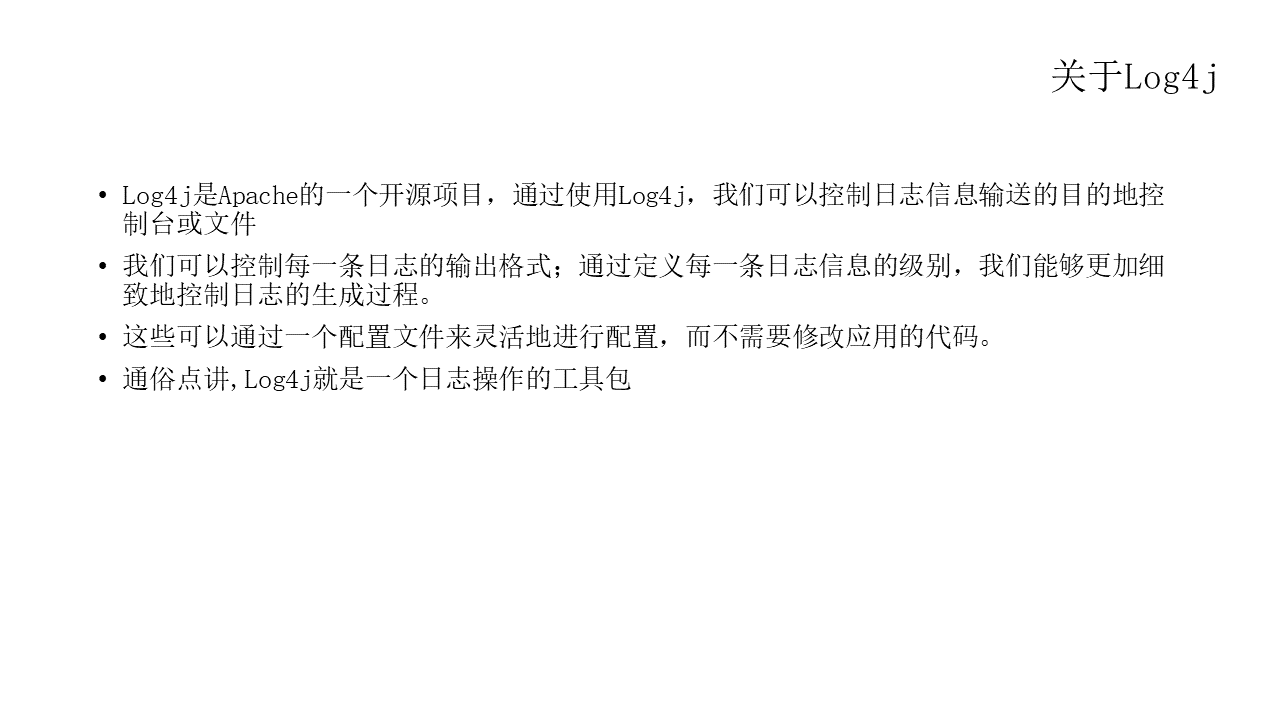 关于Log4j
• Log4j是Apache的一个开源项目，通过使用Log4j，我们可以控制日志信息输送的目的地控
制台或文件
• 我们可以控制每一条日志的输出格式；通过定义每一条日志信息的级别，我们能够更加细
致地控制日志的生成过程。
• 这些可以通过一个配置文件来灵活地进行配置，而不需要修改应用的代码。
• 通俗点讲,Log4j就是一个日志操作的工具包